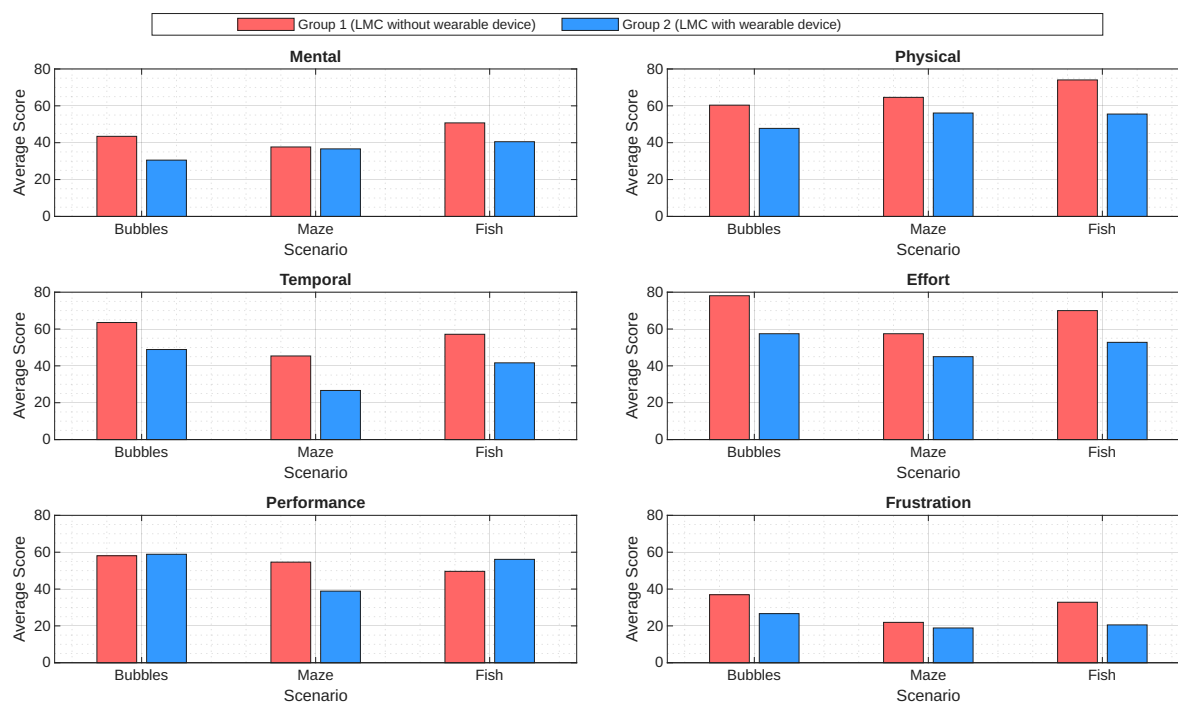 Group 1 (LMC without wearable device) Group 2 (LMC with wearable device)
Mental
80
60
40
20
0
Average Score
Bubbles Maze Fish
Scenario
Physical
80
60
40
20
0
Average Score
Bubbles Maze Fish
Scenario
Temporal
80
60
40
20
0
Average Score
Bubbles Maze Fish
Scenario
Effort
80
60
40
20
0
Average Score
Bubbles Maze Fish
Scenario
Performance
80
60
40
20
0
Average Score
Bubbles Maze Fish
Scenario
Frustration
80
60
40
20
0
Average Score
Bubbles Maze Fish
Scenario